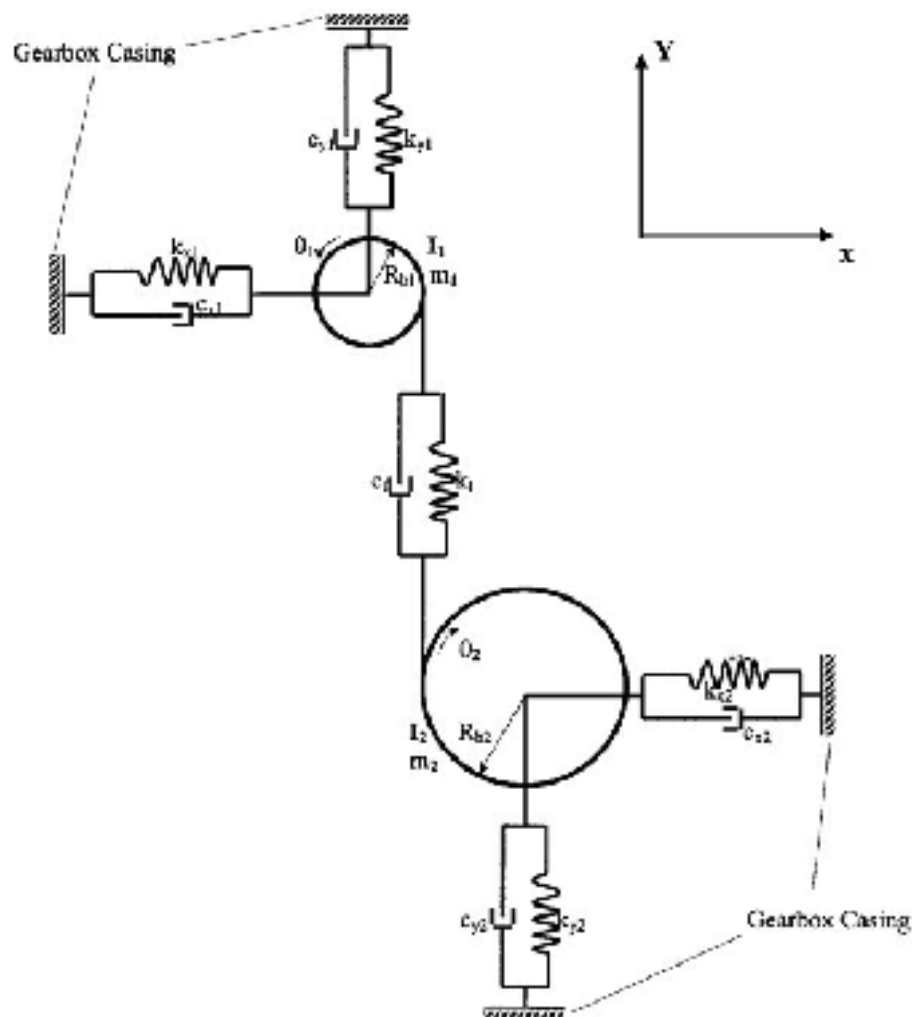 Gearbox Casing
Y
x
c_y1
k_y1
θ₁
I₁
R_b1
m₁
k_x1
c_x1
c_t
k_t
θ₂
k_x2
c_x2
R_b2
I₂
m₂
c_y2
Gearbox Casing